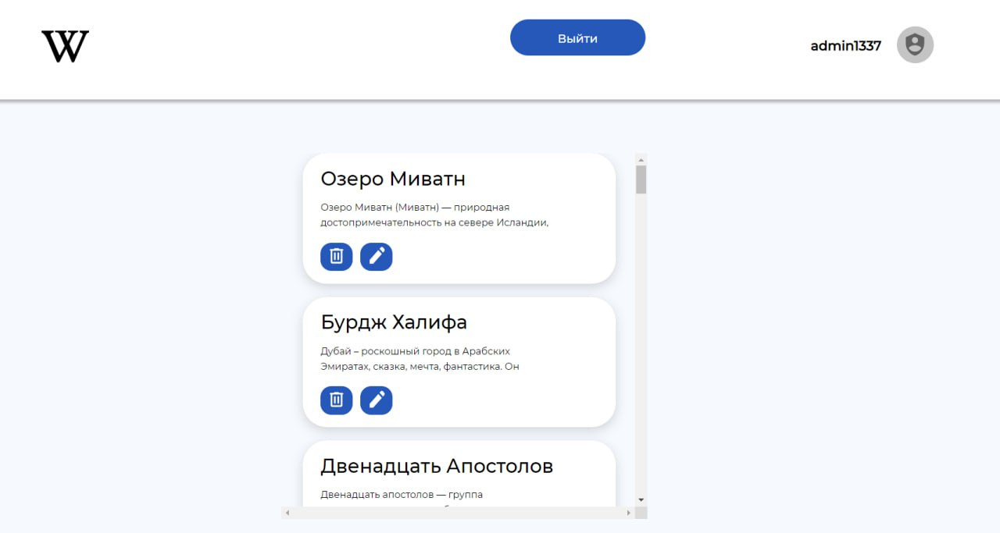 W
Выйти
admin1337
Озеро Миватн
Озеро Миватн (Миватн) — природная
достопримечательность на севере Исландии,
Бурдж Халифа
Дубай – роскошный город в Арабских
Эмиратах, сказка, мечта, фантастика. Он
Двенадцать Апостолов
Двенадцать апостолов — группа